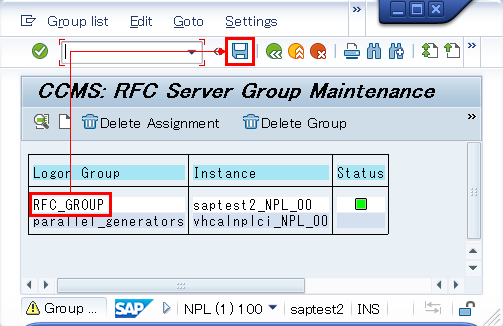 Group list Edit Goto Settings »
»
CCMS: RFC Server Group Maintenance
Delete Assignment Delete Group »
Logon Group Instance Status
RFC_GROUP saptest2_NPL_00
parallel_generators vhcalnplci_NPL_00
Group ... SAP NPL (1) 100 saptest2 INS